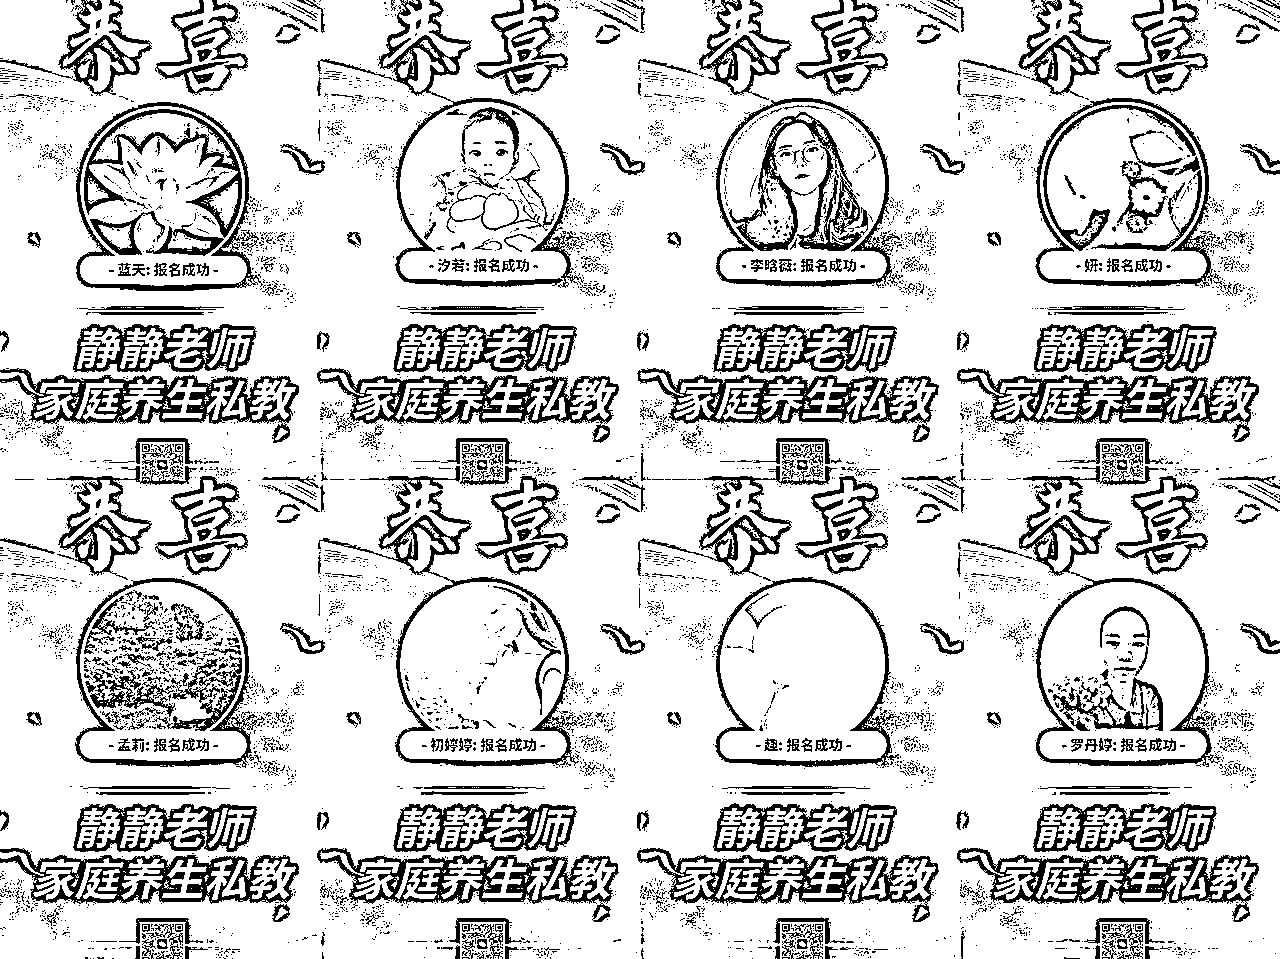 恭喜
- 蓝天: 报名成功 -
静静老师
家庭养生私教
恭喜
- 汐若: 报名成功 -
静静老师
家庭养生私教
恭喜
- 李晗薇: 报名成功 -
静静老师
家庭养生私教
恭喜
- 妍: 报名成功 -
静静老师
家庭养生私教
恭喜
- 孟莉: 报名成功 -
静静老师
家庭养生私教
恭喜
- 初婷婷: 报名成功 -
静静老师
家庭养生私教
恭喜
- 趣: 报名成功 -
静静老师
家庭养生私教
恭喜
- 罗丹婷: 报名成功 -
静静老师
家庭养生私教